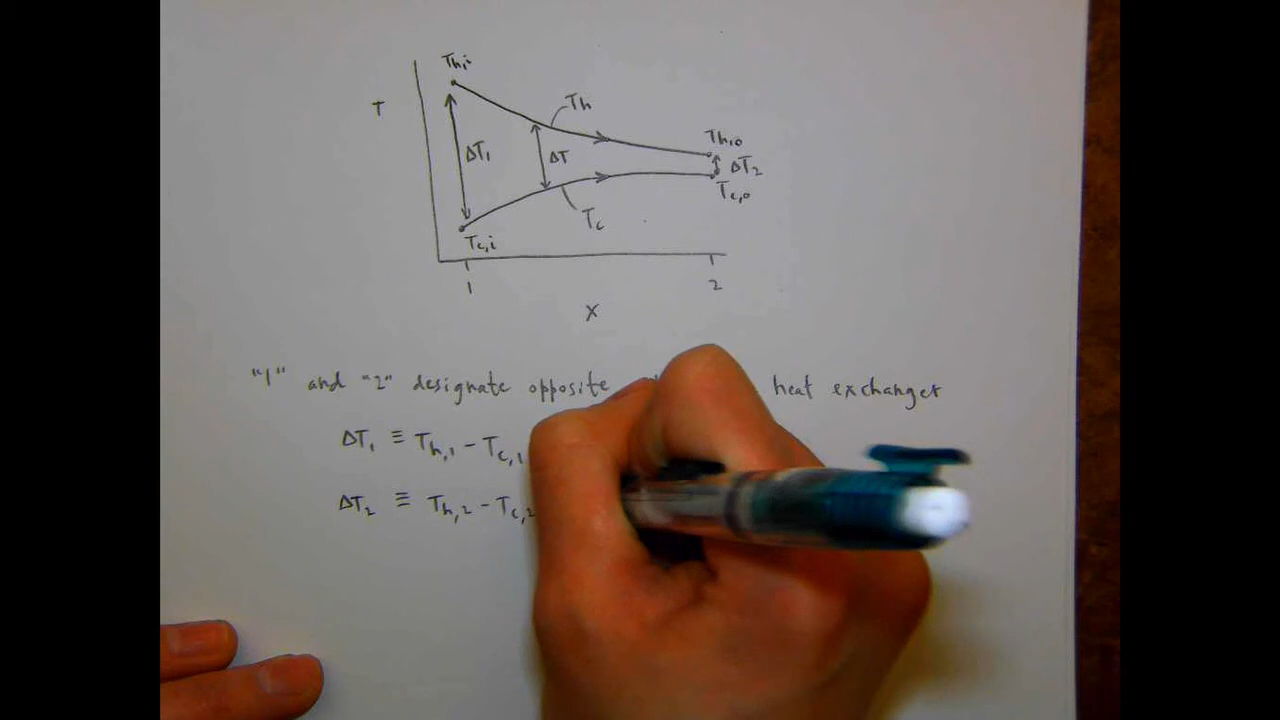 Th,i
T
Th
ΔT₁
ΔT
Th,o
ΔT₂
Tc,o
Tc
Tc,i
1
2
X
"1" and "2" designate opposite heat exchanger
ΔT₁ ≡ Th,1 - Tc,1
ΔT₂ ≡ Th,2 - Tc,2